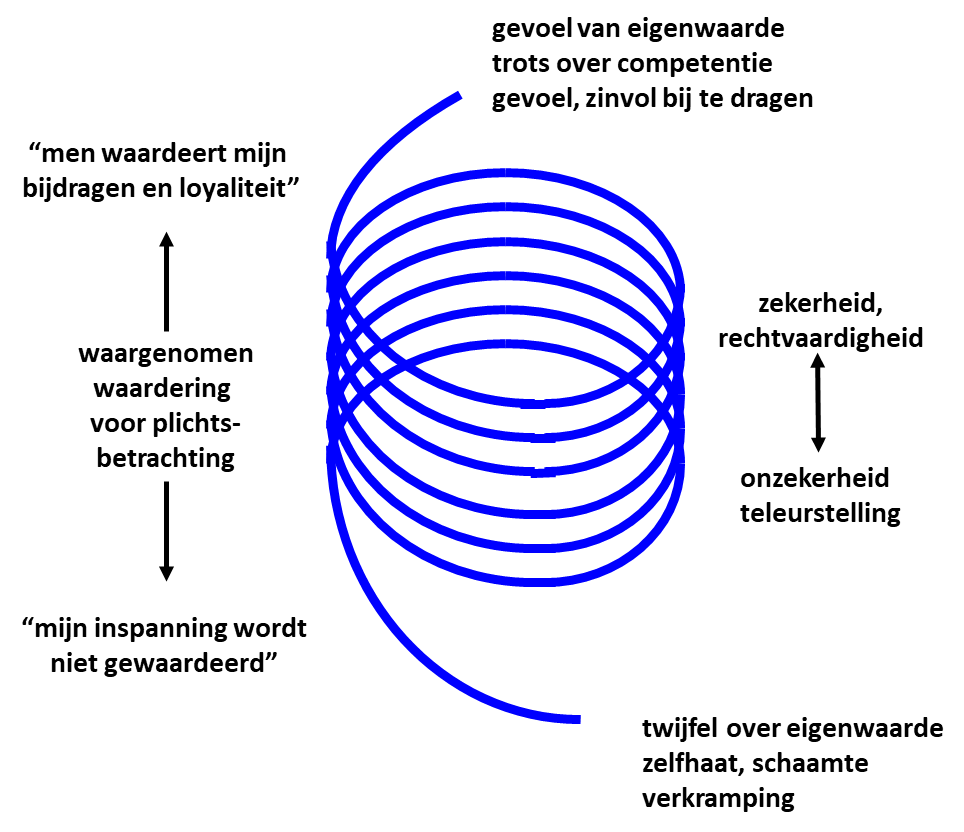 gevoel van eigenwaarde
trots over competentie
gevoel, zinvol bij te dragen
“men waardeert mijn
bijdragen en loyaliteit”
zekerheid,
rechtvaardigheid
waargenomen
waardering
voor plichts-
betrachting
onzekerheid
teleurstelling
“mijn inspanning wordt
niet gewaardeerd”
twijfel over eigenwaarde
zelfhaat, schaamte
verkramping